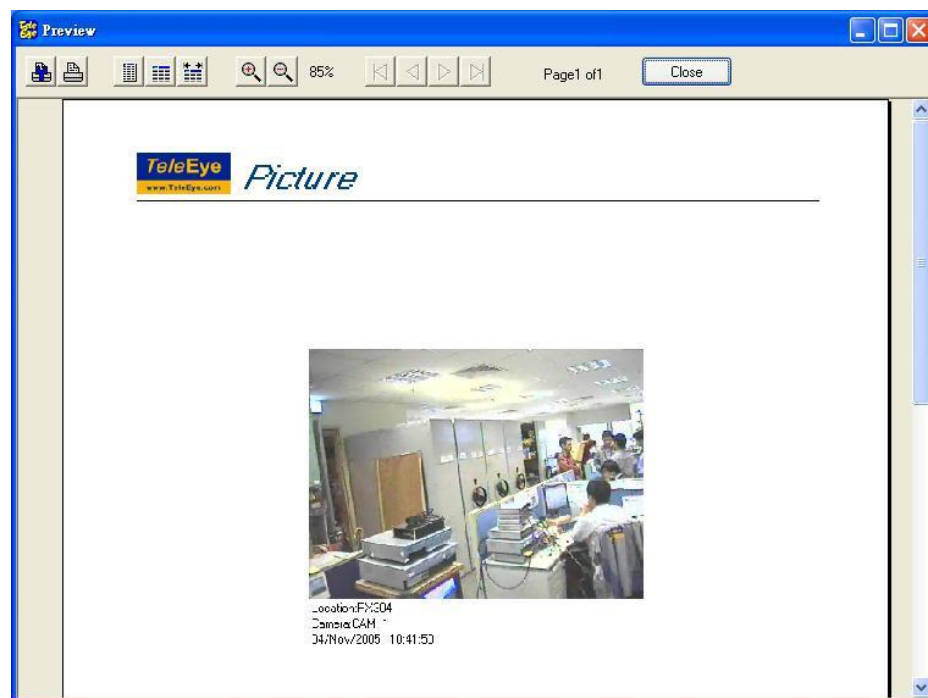 Preview
85%
Page1 of1
Close
TeleEye
www.TeleEye.com
Picture
Location:FX304
Camera:CAM 1
04/Nov/2005 10:41:50